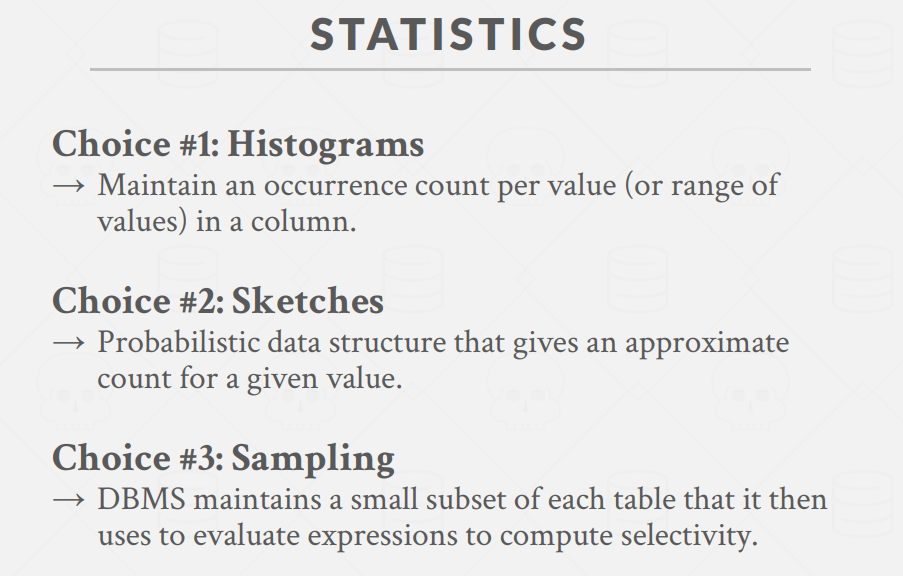 STATISTICS
Choice #1: Histograms
→ Maintain an occurrence count per value (or range of
values) in a column.
Choice #2: Sketches
→ Probabilistic data structure that gives an approximate
count for a given value.
Choice #3: Sampling
→ DBMS maintains a small subset of each table that it then
uses to evaluate expressions to compute selectivity.